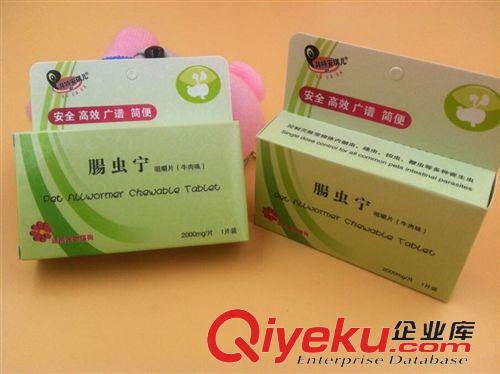 安全 高效 广谱 简便
腸虫宁 咀嚼片（牛肉味）
Pet Allwormer Chewable Tablet
2000mg/片 1片装
安全 高效 广谱 简便
Single dose control for all common pets intestinal parasites
腸虫宁 咀嚼片（牛肉味）
Pet Allwormer Chewable Tablet
2000mg/片 1片装
Qiyeku.com 企业库
Enterprise Database